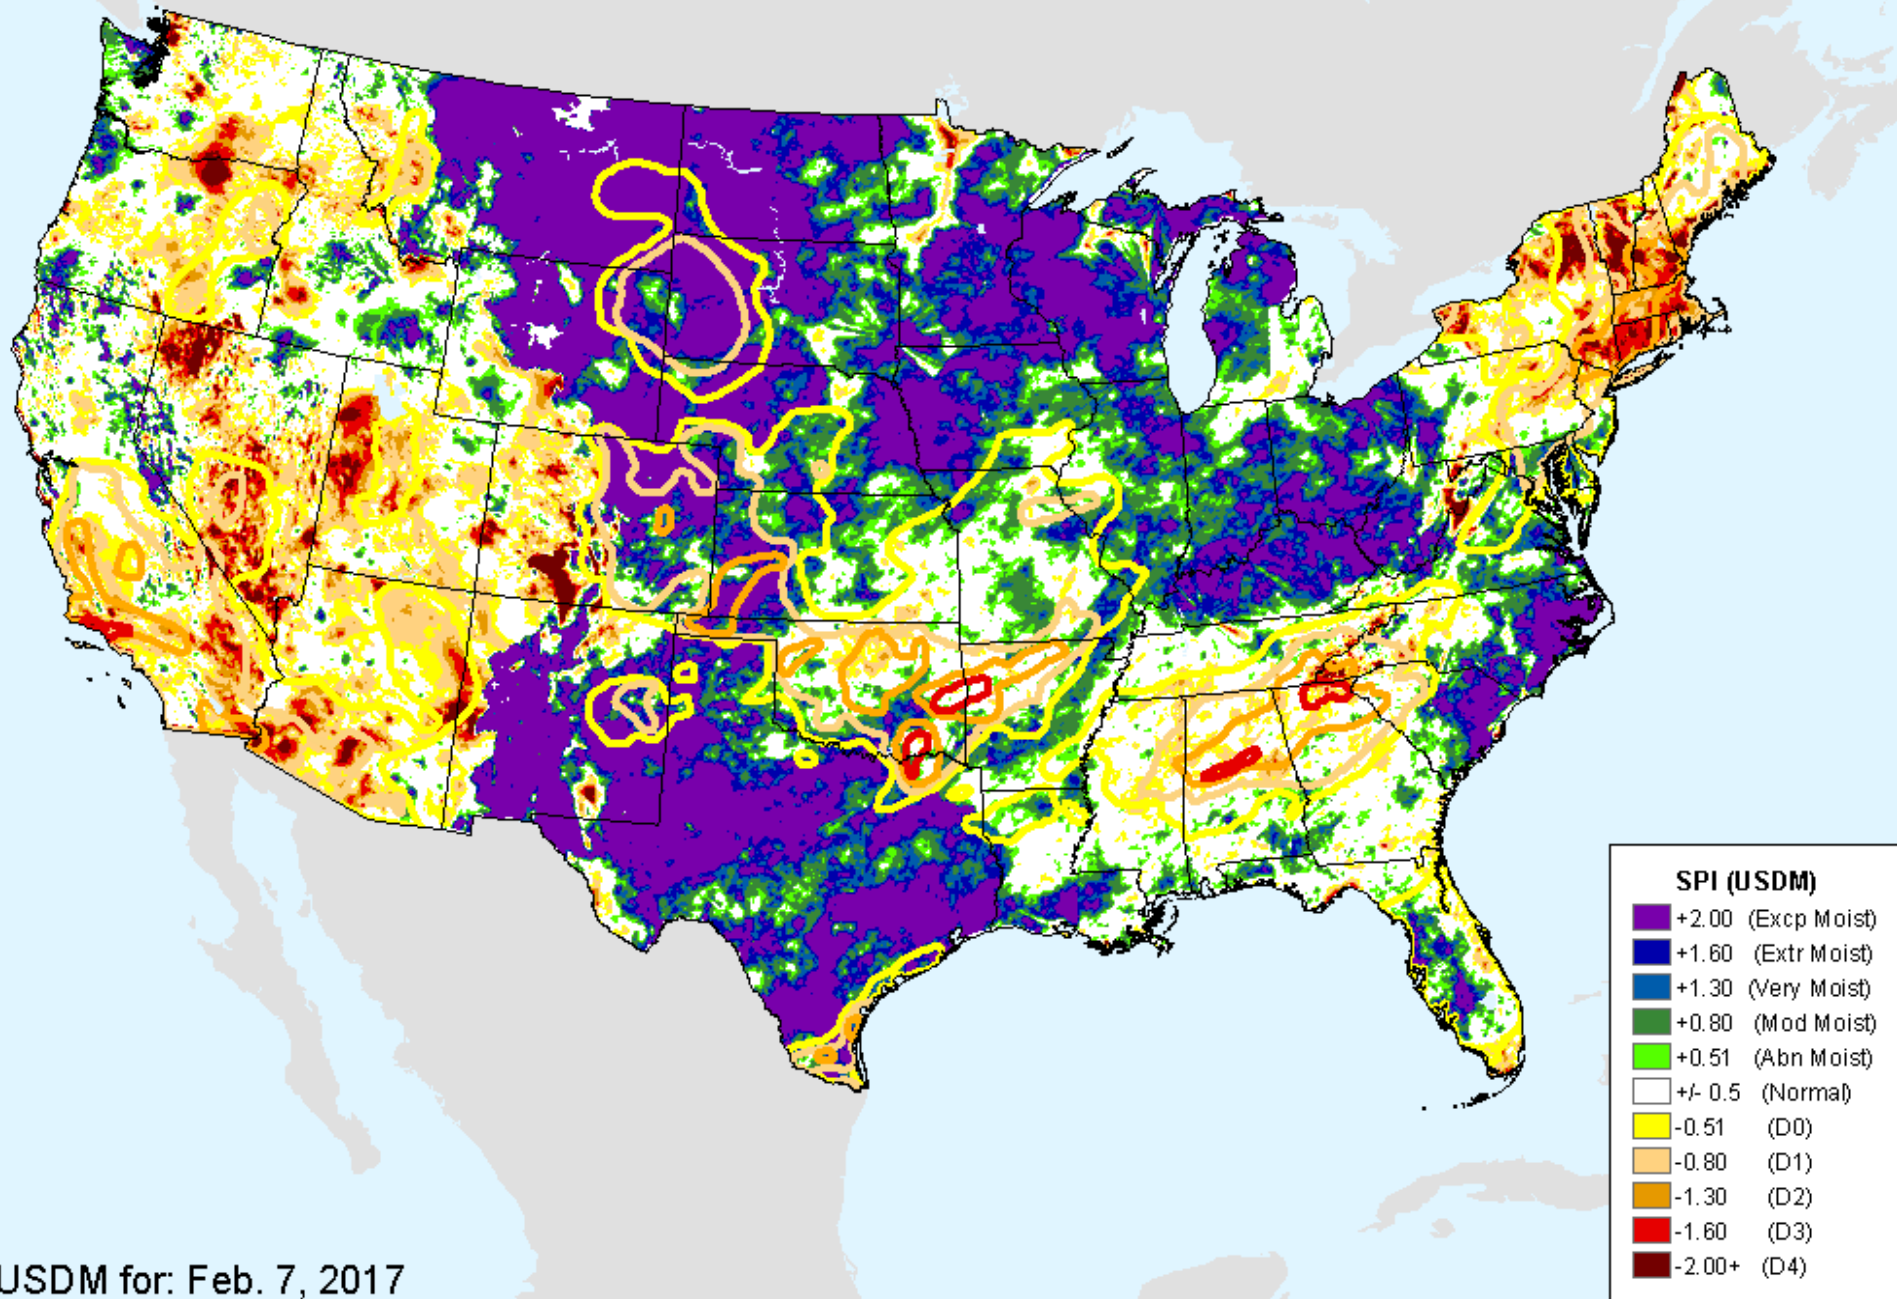 SPI (USDM)
+2.00 (Excp Moist)
+1.60 (Extr Moist)
+1.30 (Very Moist)
+0.80 (Mod Moist)
+0.51 (Abn Moist)
+/- 0.5 (Normal)
-0.51 (D0)
-0.80 (D1)
-1.30 (D2)
-1.60 (D3)
-2.00+ (D4)
USDM for: Feb. 7, 2017